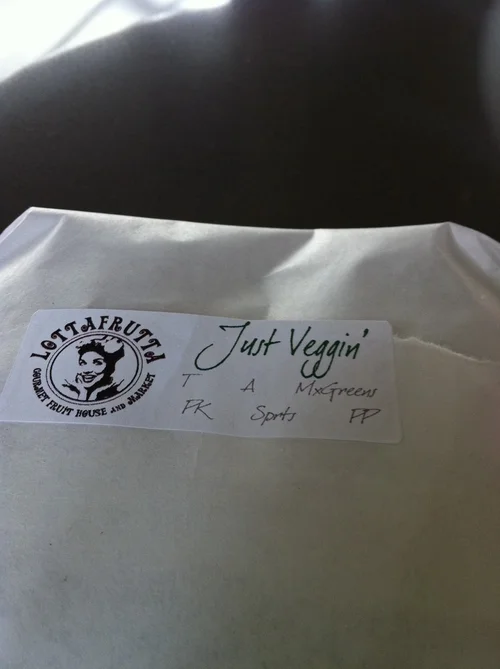 LOTTAFRUTTA
GOURMET FRUIT HOUSE AND MARKET
Just Veggin'
T A MxGreens
PK Sprts PP